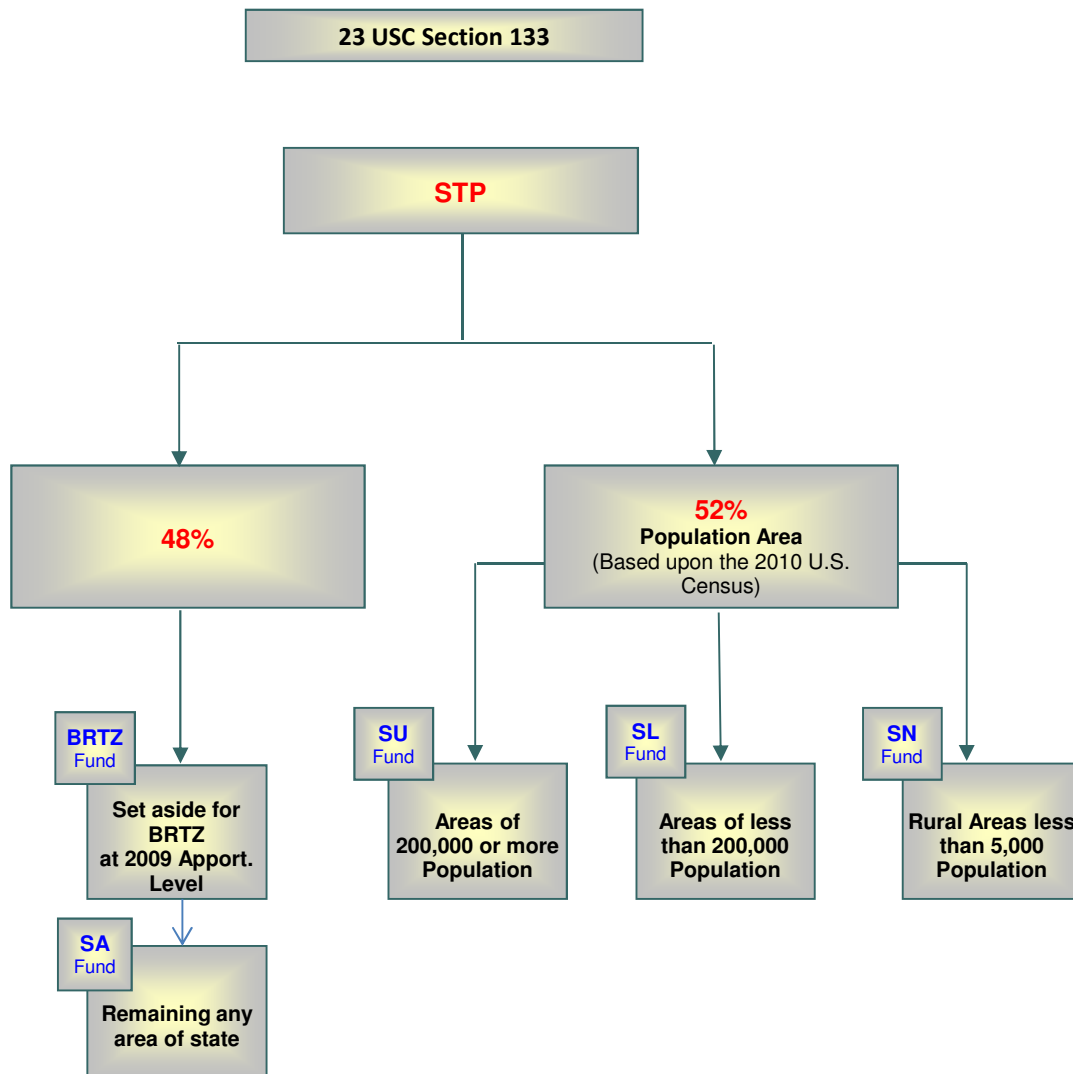 23 USC Section 133
STP
48%
52%
Population Area
(Based upon the 2010 U.S.
Census)
BRTZ
Fund
Set aside for
BRTZ
at 2009 Apport.
Level
SU
Fund
Areas of
200,000 or more
Population
SL
Fund
Areas of less
than 200,000
Population
SN
Fund
Rural Areas less
than 5,000
Population
SA
Fund
Remaining any
area of state